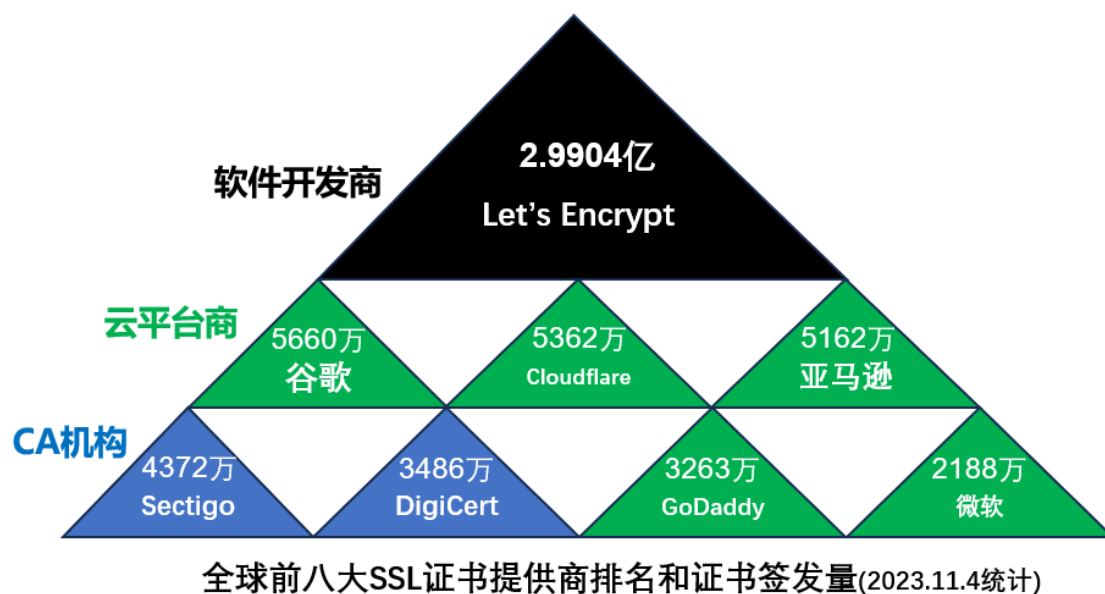 2.9904亿
软件开发商
Let's Encrypt
云平台商
5660万
5362万
5162万
谷歌
Cloudflare
亚马逊
CA机构
4372万
3486万
3263万
2188万
Sectigo
DigiCert
GoDaddy
微软
全球前八大SSL证书提供商排名和证书签发量(2023.11.4统计)